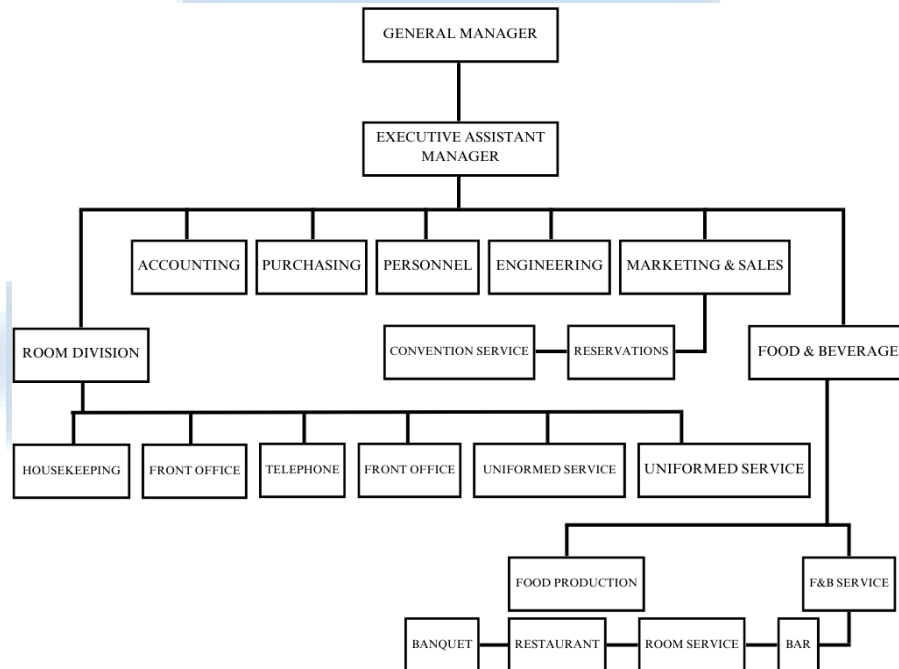 GENERAL MANAGER
EXECUTIVE ASSISTANT
MANAGER
ACCOUNTING
PURCHASING
PERSONNEL
ENGINEERING
MARKETING & SALES
ROOM DIVISION
CONVENTION SERVICE
RESERVATIONS
FOOD & BEVERAGE
HOUSEKEEPING
FRONT OFFICE
TELEPHONE
FRONT OFFICE
UNIFORMED SERVICE
UNIFORMED SERVICE
FOOD PRODUCTION
F&B SERVICE
BANQUET
RESTAURANT
ROOM SERVICE
BAR